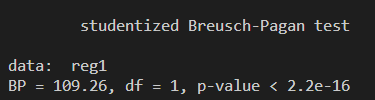 studentized Breusch-Pagan test
data:  reg1
BP = 109.26, df = 1, p-value < 2.2e-16